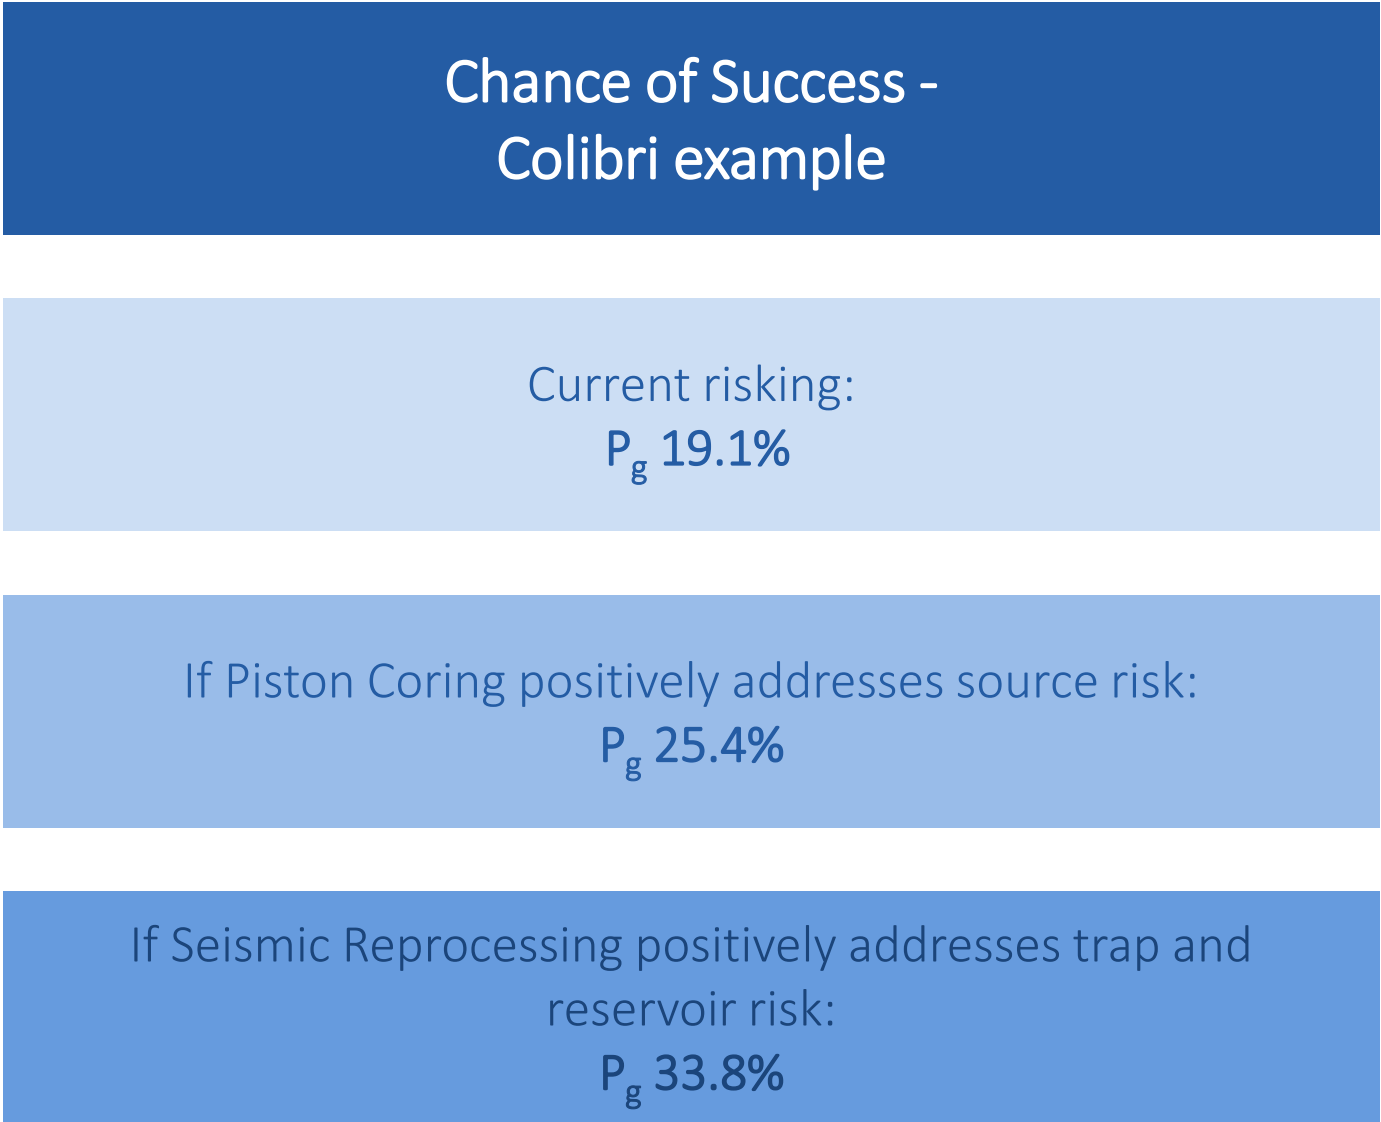 Chance of Success -
Colibri example
Current risking:
Pg 19.1%
If Piston Coring positively addresses source risk:
Pg 25.4%
If Seismic Reprocessing positively addresses trap and
reservoir risk:
Pg 33.8%